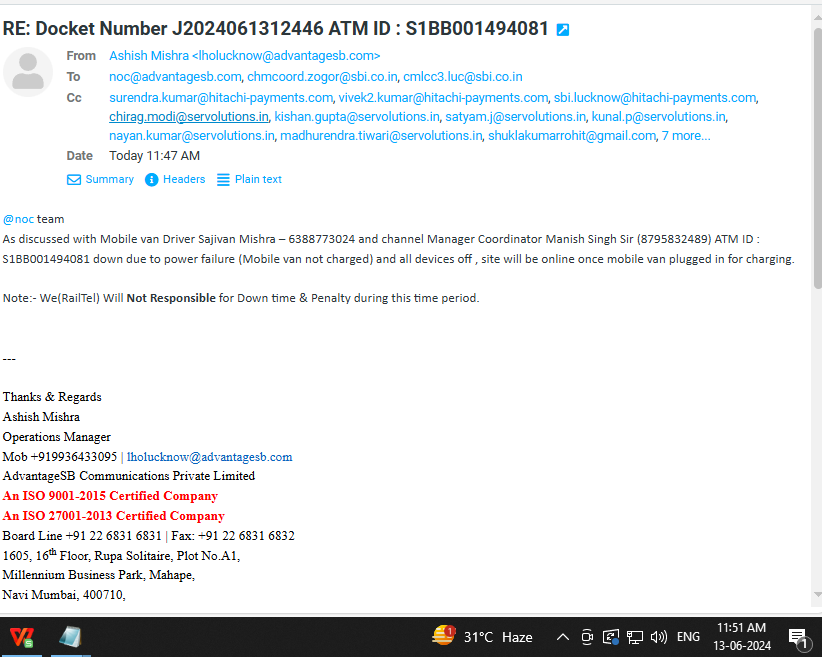 RE: Docket Number J2024061312446 ATM ID : S1BB001494081
From Ashish Mishra <lholucknow@advantagesb.com>
To noc@advantagesb.com, chmcoord.zogor@sbi.co.in, cmlcc3.luc@sbi.co.in
Cc surendra.kumar@hitachi-payments.com, vivek2.kumar@hitachi-payments.com, sbi.lucknow@hitachi-payments.com,
chirag.modi@servolutions.in, kishan.gupta@servolutions.in, satyam.j@servolutions.in, kunal.p@servolutions.in,
nayan.kumar@servolutions.in, madhurendra.tiwari@servolutions.in, shuklakumarrohit@gmail.com, 7 more...
Date Today 11:47 AM
Summary Headers Plain text
@noc team
As discussed with Mobile van Driver Sajivan Mishra – 6388773024 and channel Manager Coordinator Manish Singh Sir (8795832489) ATM ID :
S1BB001494081 down due to power failure (Mobile van not charged) and all devices off , site will be online once mobile van plugged in for charging.
Note:- We(RailTel) Will Not Responsible for Down time & Penalty during this time period.
---
Thanks & Regards
Ashish Mishra
Operations Manager
Mob +919936433095 | lholucknow@advantagesb.com
AdvantageSB Communications Private Limited
An ISO 9001-2015 Certified Company
An ISO 27001-2013 Certified Company
Board Line +91 22 6831 6831 | Fax: +91 22 6831 6832
1605, 16th Floor, Rupa Solitaire, Plot No.A1,
Millennium Business Park, Mahape,
Navi Mumbai, 400710,
1 31°C Haze ENG 11:51 AM 1
13-06-2024